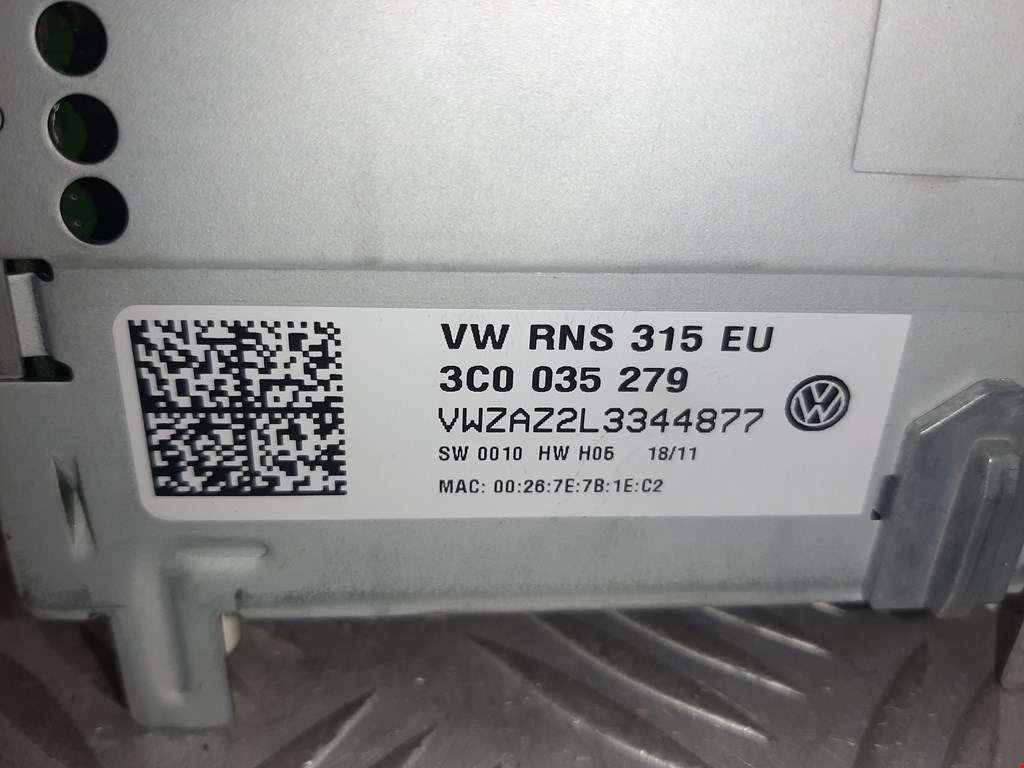 VW RNS 315 EU
3C0 035 279
VWZAZ2L3344877
SW 0010 HW H06 18/11
MAC: 00:26:7E:7B:1E:C2